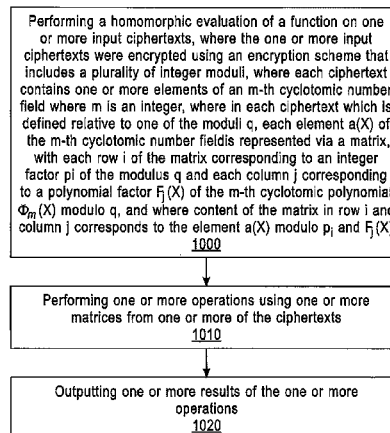 Performing a homomorphic evaluation of a function on one
or more input ciphertexts, where the one or more input
ciphertexts were encrypted using an encryption scheme that
includes a plurality of integer moduli, where each ciphertext
contains one or more elements of an m-th cyclotomic number
field where m is an integer, where in each ciphertext which is
defined relative to one of the moduli q, each element a(X) of
the m-th cyclotomic number fieldis represented via a matrix,
with each row i of the matrix corresponding to an integer
factor pi of the modulus q and each column j corresponding
to a polynomial factor Fj(X) of the m-th cyclotomic polynomial
Φm(X) modulo q, and where content of the matrix in row i and
column j corresponds to the element a(X) modulo pi and Fj(X)
1000
Performing one or more operations using one or more
matrices from one or more of the ciphertexts
1010
Outputting one or more results of the one or more
operations
1020